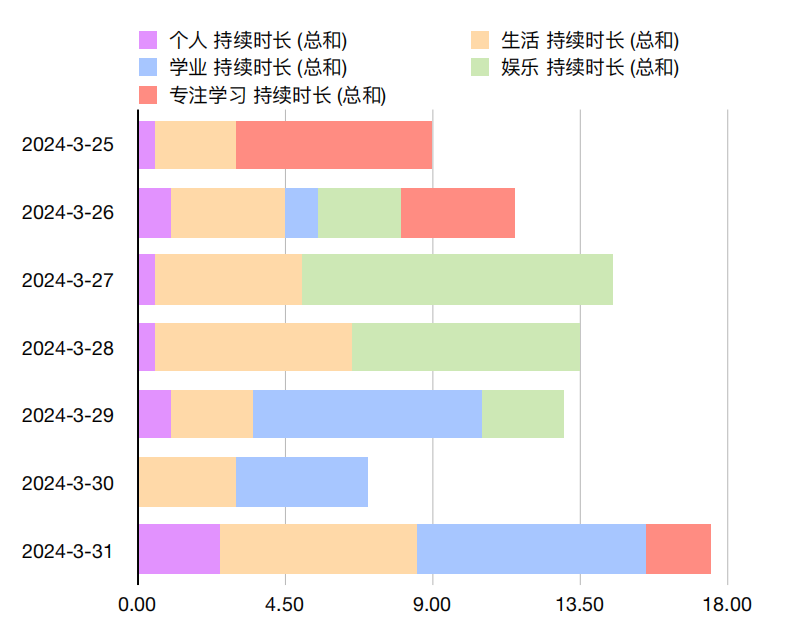 个人 持续时长 (总和)
生活 持续时长 (总和)
学业 持续时长 (总和)
娱乐 持续时长 (总和)
专注学习 持续时长 (总和)
2024-3-25
2024-3-26
2024-3-27
2024-3-28
2024-3-29
2024-3-30
2024-3-31
0.00 4.50 9.00 13.50 18.00